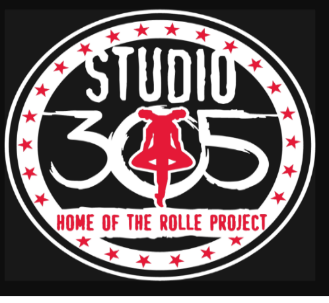 STUDIO
305
HOME OF THE ROLLE PROJECT